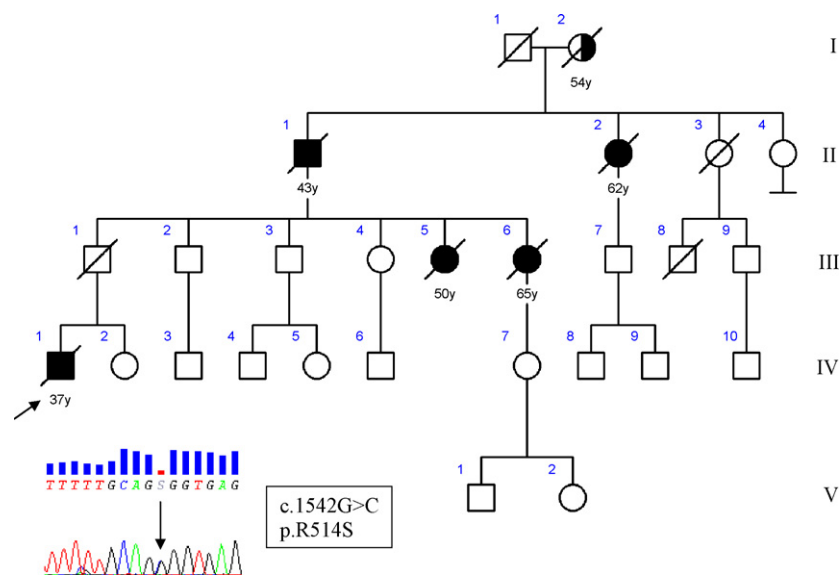 1 2 I
54y
1 2 3 4 II
43y 62y
1 2 3 4 5 6 7 8 9 III
50y 65y
1 2 3 4 5 6 7 8 9 10 IV
37y
1 2 V
TTTTTGCAGSGGTGAG
c.1542G>C
p.R514S